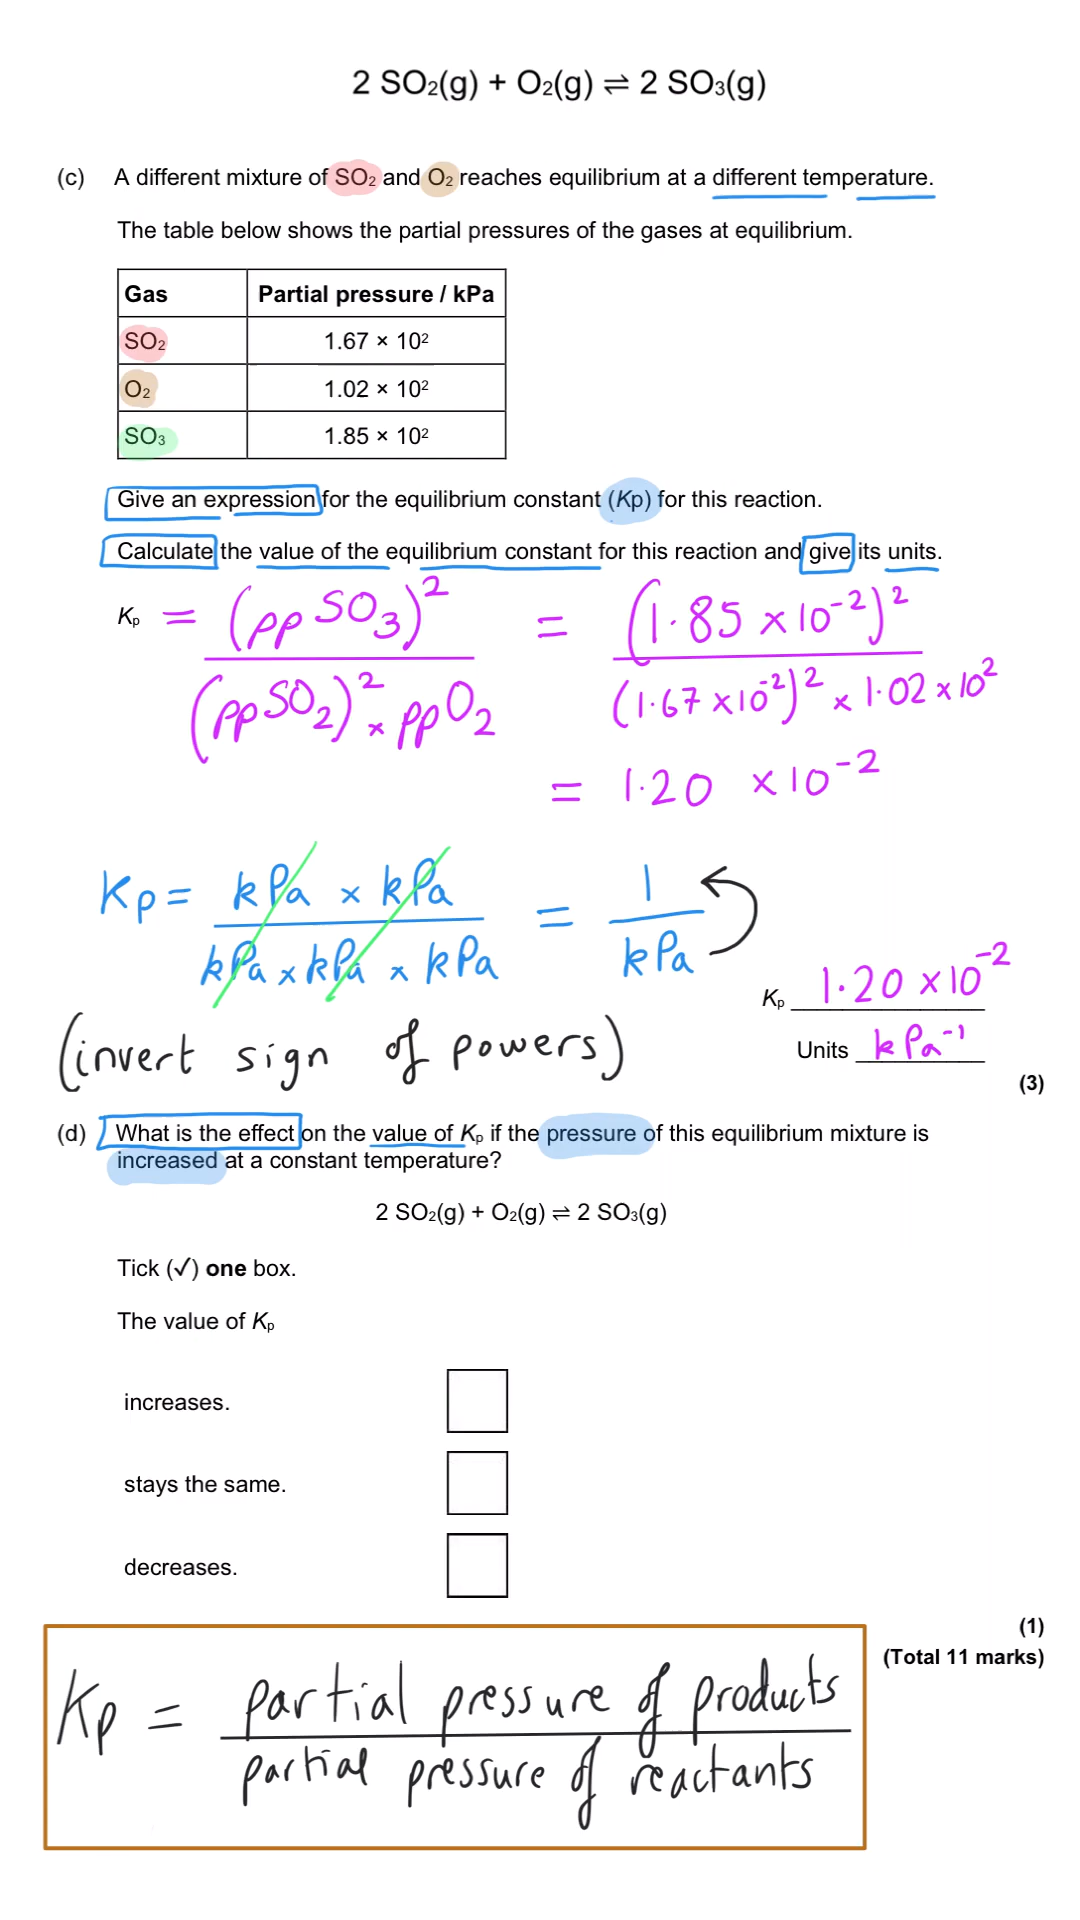 2 SO₂(g) + O₂(g) ⇌ 2 SO₃(g)
(c) A different mixture of SO₂ and O₂ reaches equilibrium at a different temperature.
The table below shows the partial pressures of the gases at equilibrium.
Gas Partial pressure / kPa
SO₂ 1.67 × 10²
O₂ 1.02 × 10²
SO₃ 1.85 × 10²
Give an expression for the equilibrium constant (Kp) for this reaction.
Calculate the value of the equilibrium constant for this reaction and give its units.
Kp = (pp SO₃)² / (pp SO₂)² × pp O₂ = (1.85 × 10⁻²)² / (1.67 × 10⁻²)² × 1.02 × 10²
= 1.20 × 10⁻²
Kp = kPa × kPa / kPa × kPa × kPa = 1 / kPa
Kp 1.20 × 10⁻²
(invert sign of powers)
Units kPa⁻¹
(3)
(d) What is the effect on the value of Kp if the pressure of this equilibrium mixture is
increased at a constant temperature?
2 SO₂(g) + O₂(g) ⇌ 2 SO₃(g)
Tick (✓) one box.
The value of Kp
increases.
stays the same.
decreases.
(1)
(Total 11 marks)
Kp = partial pressure of products
partial pressure of reactants